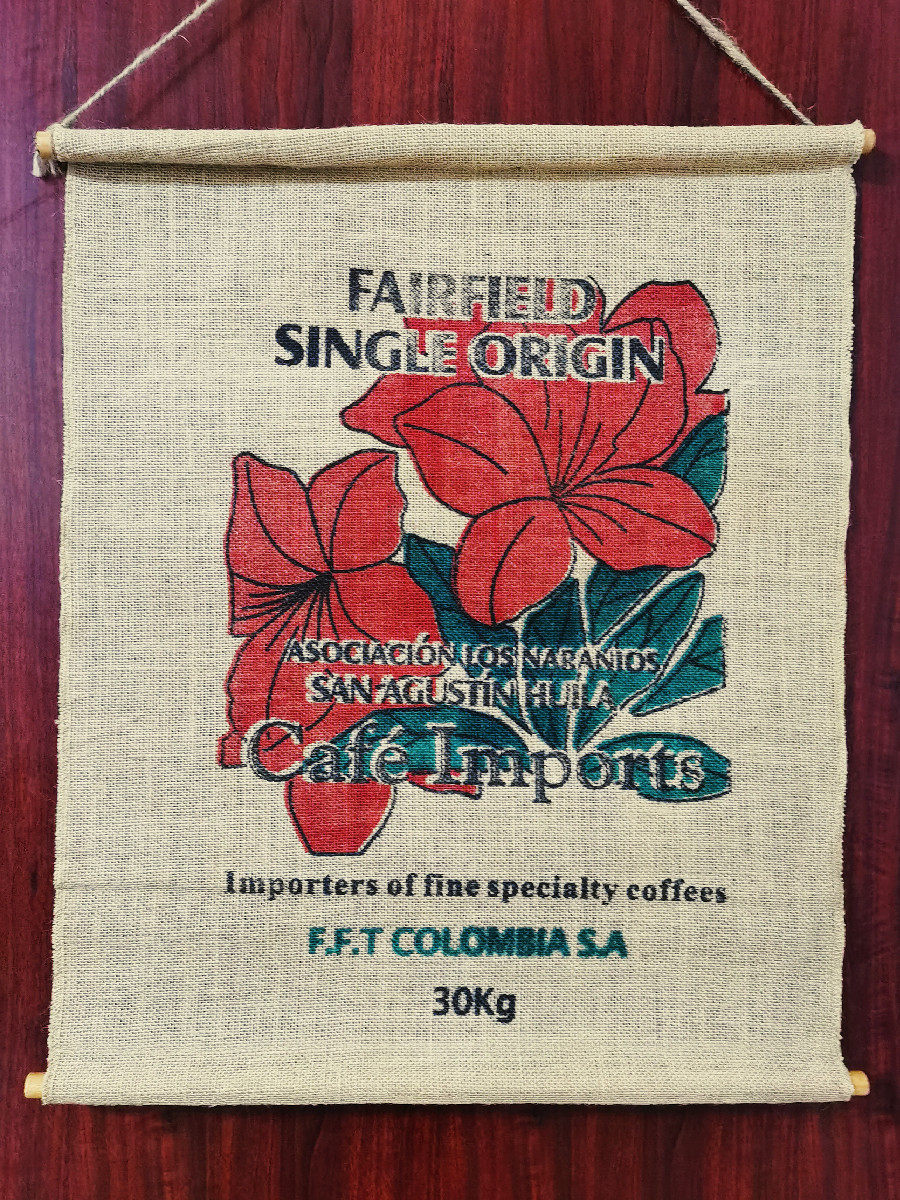 FAIRFIELD
SINGLE ORIGIN
ASOCIACIÓN LOS NARANJOS
SAN AGUSTÍN HUILA
Café Imports
Importers of fine specialty coffees
F.F.T COLOMBIA S.A
30Kg